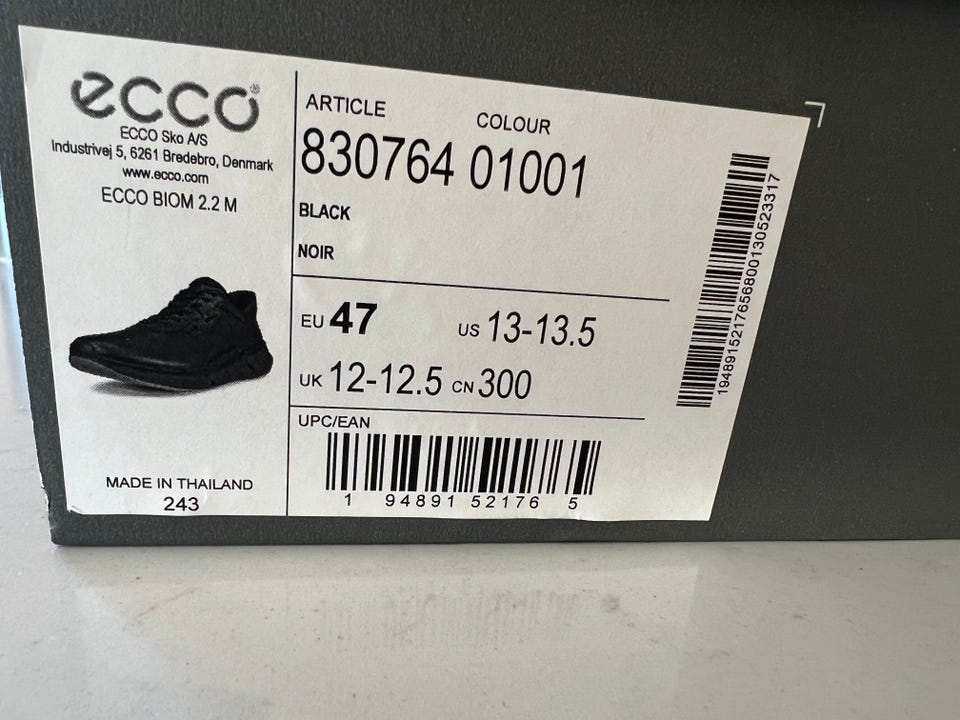 ecco®
ECCO Sko A/S
Industrivej 5, 6261 Bredebro, Denmark
www.ecco.com
ECCO BIOM 2.2 M
MADE IN THAILAND
243
ARTICLE COLOUR
830764 01001
BLACK
NOIR
EU 47 US 13-13.5
UK 12-12.5 CN 300
UPC/EAN
1 94891 52176 5
19489152176568001305233​17